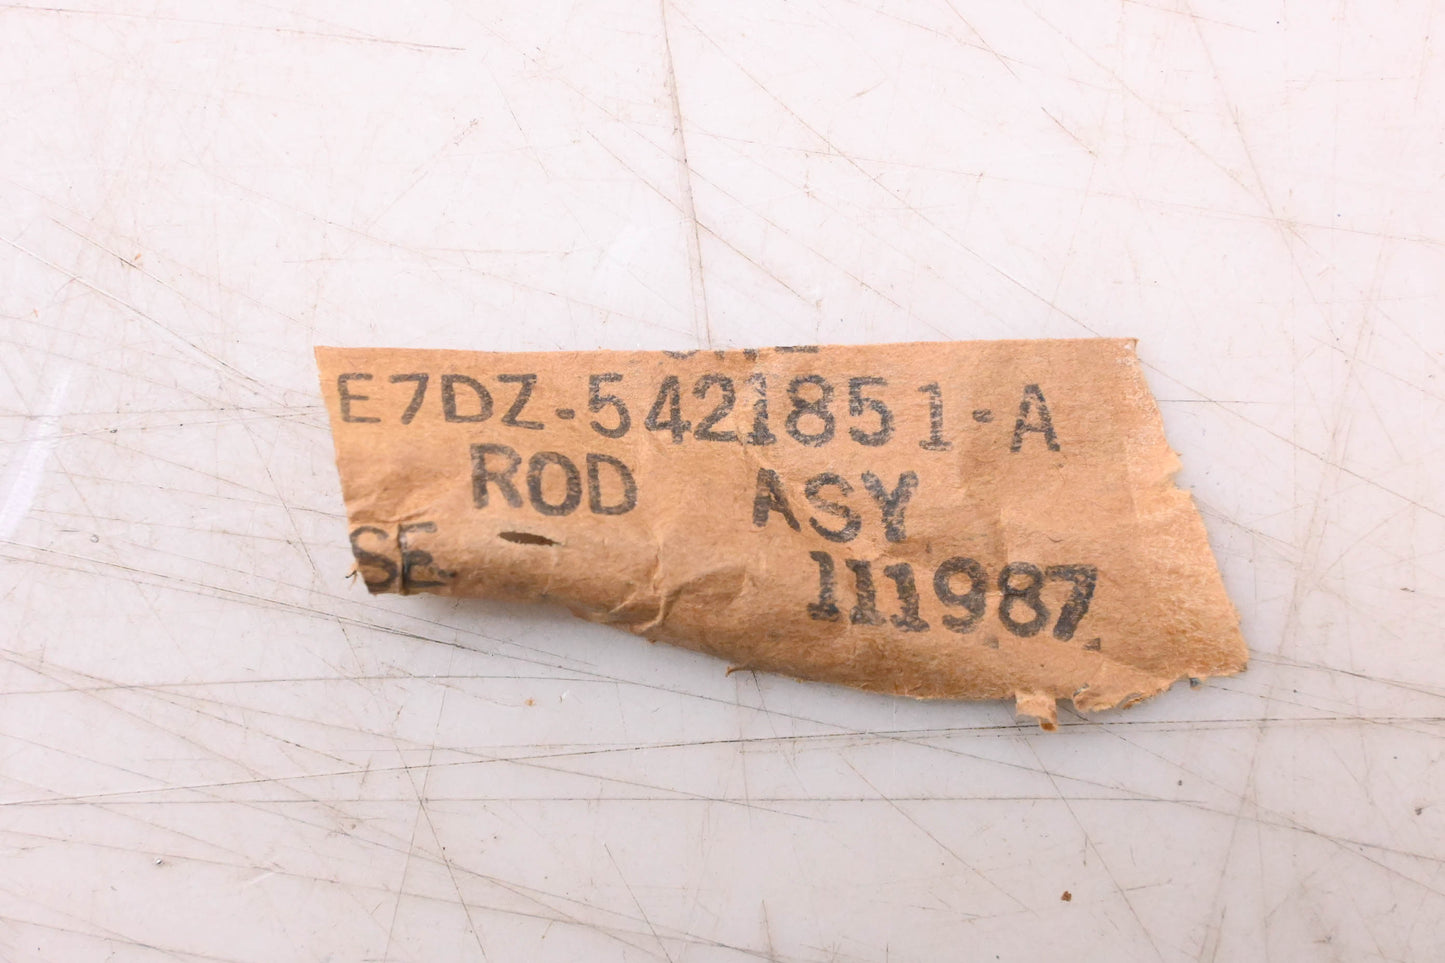 E7DZ-5421851-A
ROD ASY
SE
111987